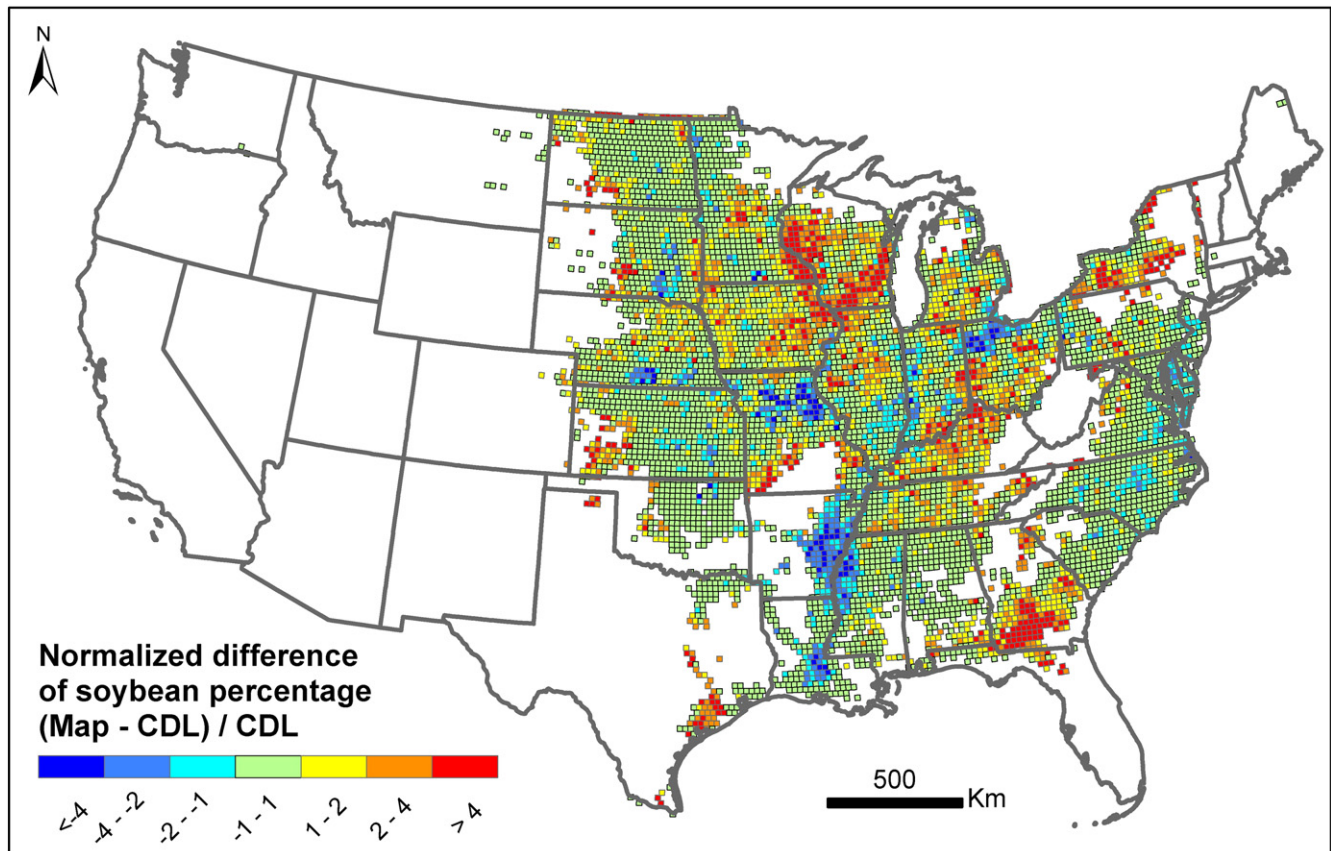 N
Normalized difference
of soybean percentage
(Map - CDL) / CDL
<-4
-4 - -2
-2 - -1
-1 - 1
1 - 2
2 - 4
> 4
500
Km